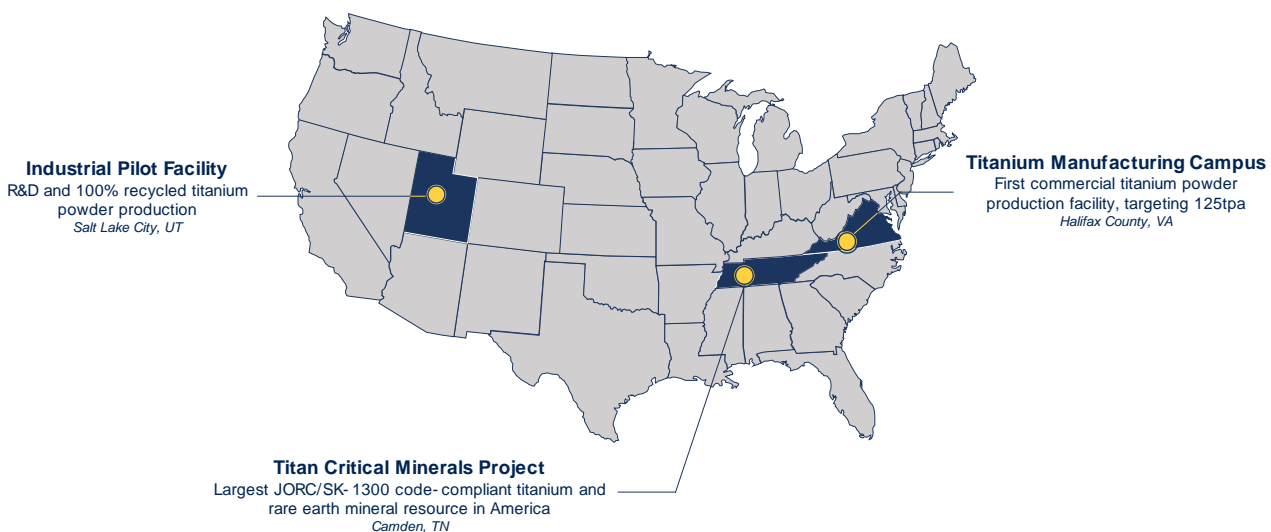 Industrial Pilot Facility
R&D and 100% recycled titanium
powder production
Salt Lake City, UT
Titanium Manufacturing Campus
First commercial titanium powder
production facility, targeting 125tpa
Halifax County, VA
Titan Critical Minerals Project
Largest JORC/SK-1300 code-compliant titanium and
rare earth mineral resource in America
Camden, TN